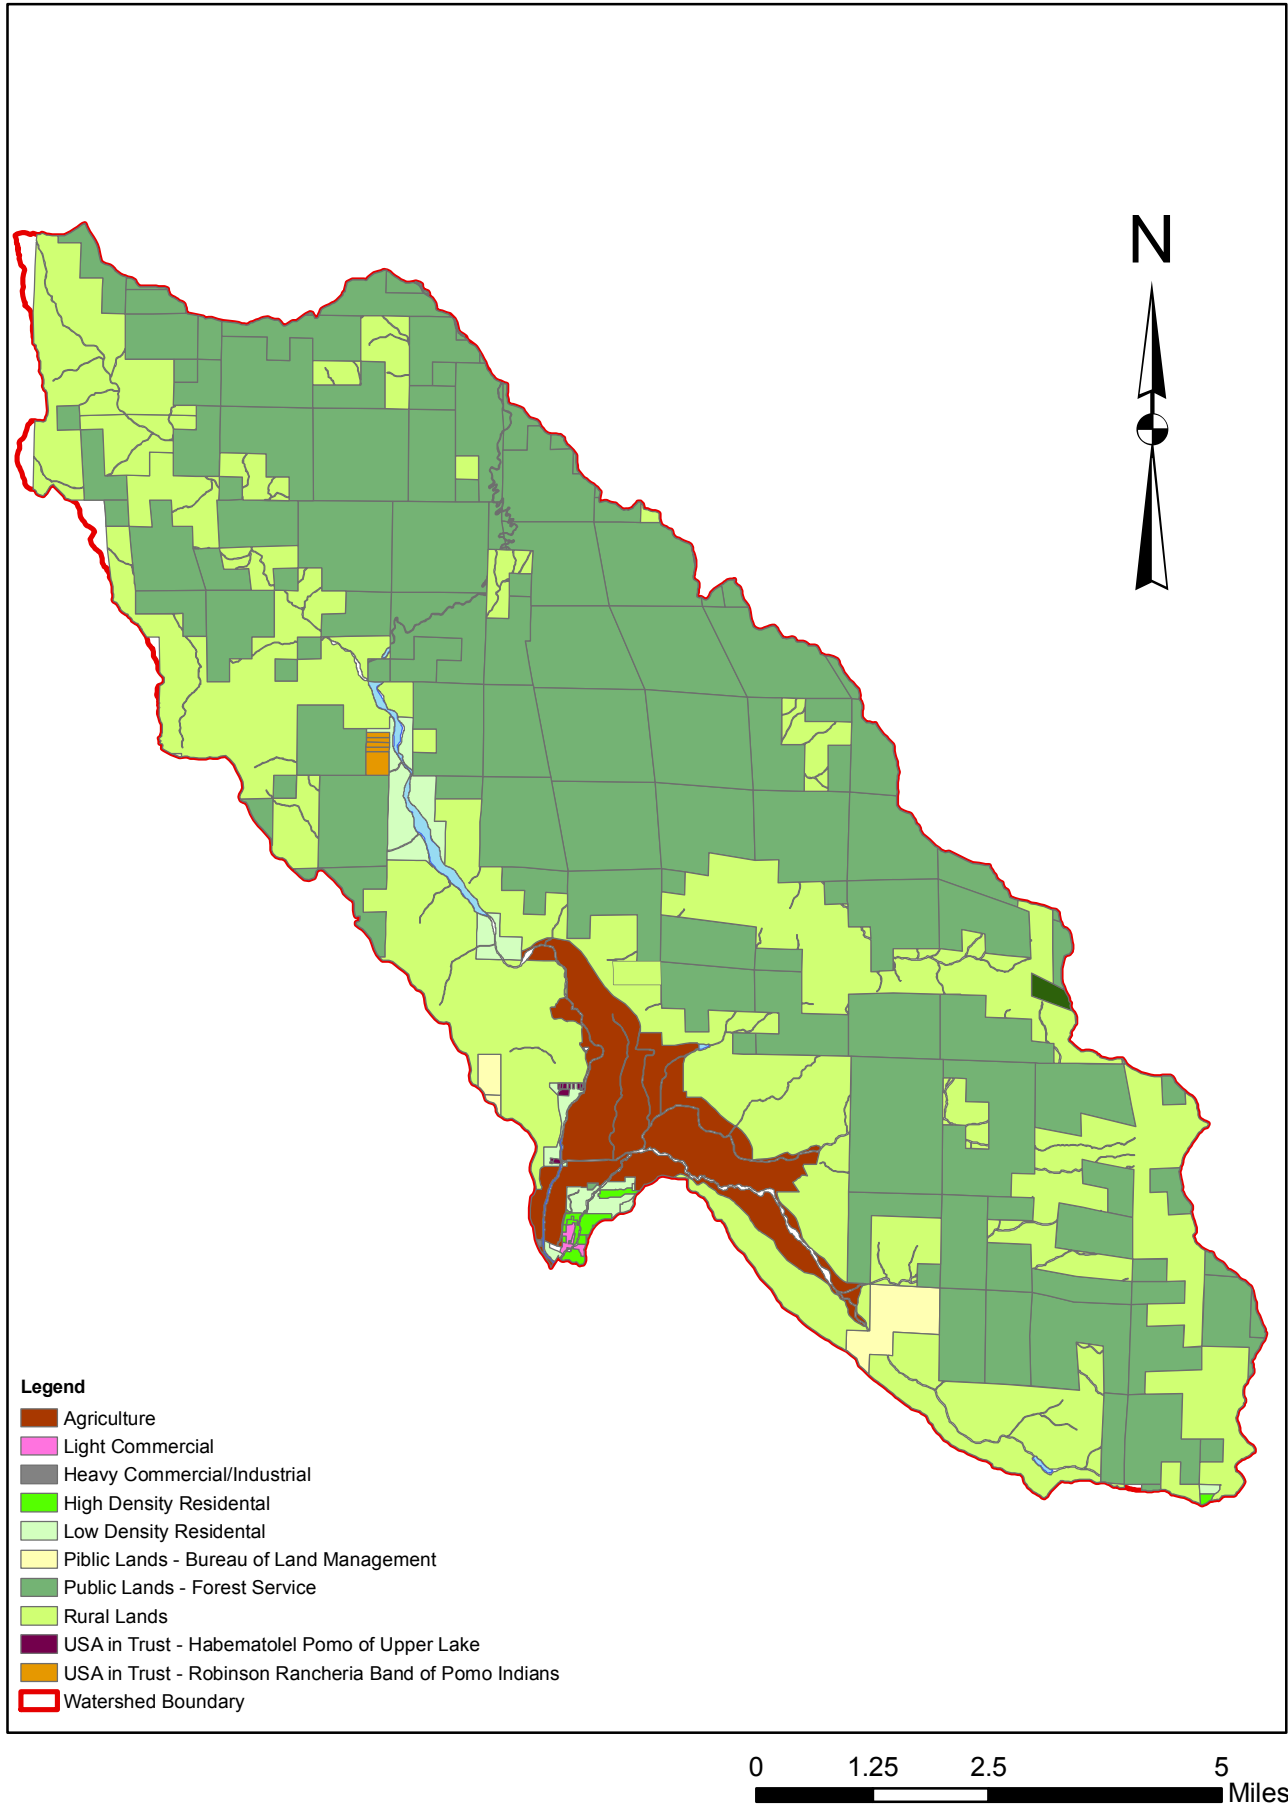 N
Legend
Agriculture
Light Commercial
Heavy Commercial/Industrial
High Density Residental
Low Density Residental
Piblic Lands - Bureau of Land Management
Public Lands - Forest Service
Rural Lands
USA in Trust - Habematolel Pomo of Upper Lake
USA in Trust - Robinson Rancheria Band of Pomo Indians
Watershed Boundary
0 1.25 2.5 5
Miles